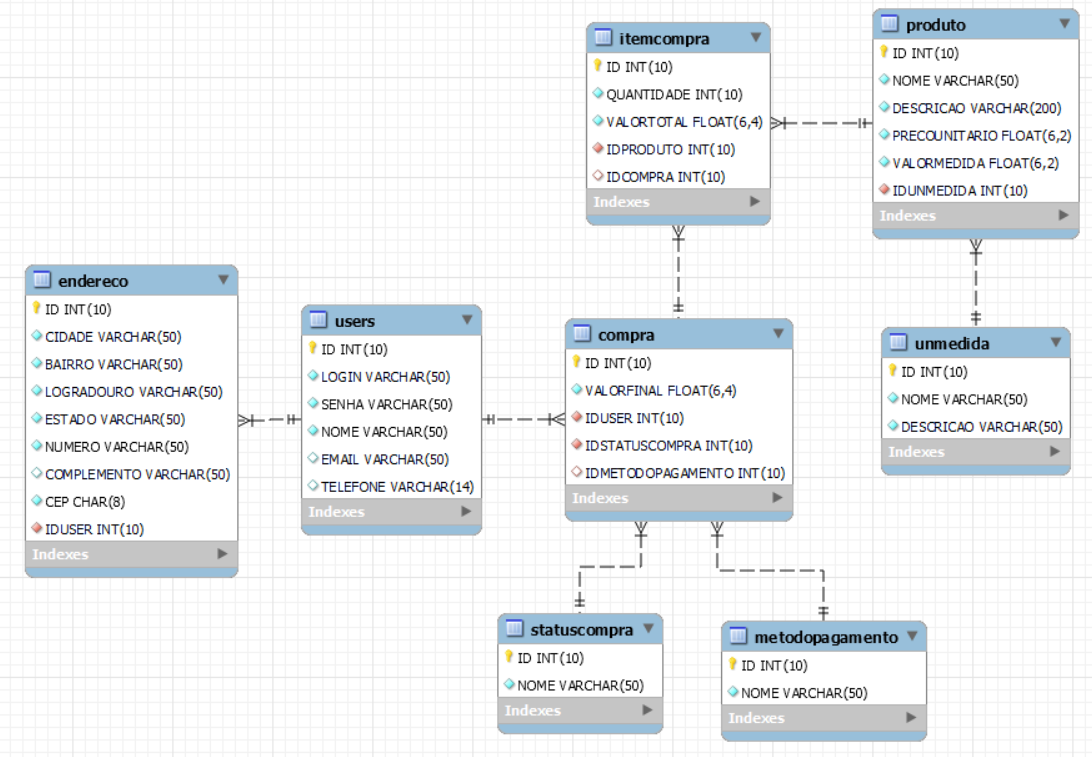 itemcompra
ID INT(10)
QUANTIDADE INT(10)
VALORTOTAL FLOAT(6,4)
IDPRODUTO INT(10)
IDCOMPRA INT(10)
Indexes
produto
ID INT(10)
NOME VARCHAR(50)
DESCRICAO VARCHAR(200)
PRECOUNITARIO FLOAT(6,2)
VALORMEDIDA FLOAT(6,2)
IDUNMEDIDA INT(10)
Indexes
endereco
ID INT(10)
CIDADE VARCHAR(50)
BAIRRO VARCHAR(50)
LOGRADOURO VARCHAR(50)
ESTADO VARCHAR(50)
NUMERO VARCHAR(50)
COMPLEMENTO VARCHAR(50)
CEP CHAR(8)
IDUSER INT(10)
Indexes
users
ID INT(10)
LOGIN VARCHAR(50)
SENHA VARCHAR(50)
NOME VARCHAR(50)
EMAIL VARCHAR(50)
TELEFONE VARCHAR(14)
Indexes
compra
ID INT(10)
VALORFINAL FLOAT(6,4)
IDUSER INT(10)
IDSTATUSCOMPRA INT(10)
IDMETODOPAGAMENTO INT(10)
Indexes
unmedida
ID INT(10)
NOME VARCHAR(50)
DESCRICAO VARCHAR(50)
Indexes
statuscompra
ID INT(10)
NOME VARCHAR(50)
Indexes
metodopagamento
ID INT(10)
NOME VARCHAR(50)
Indexes